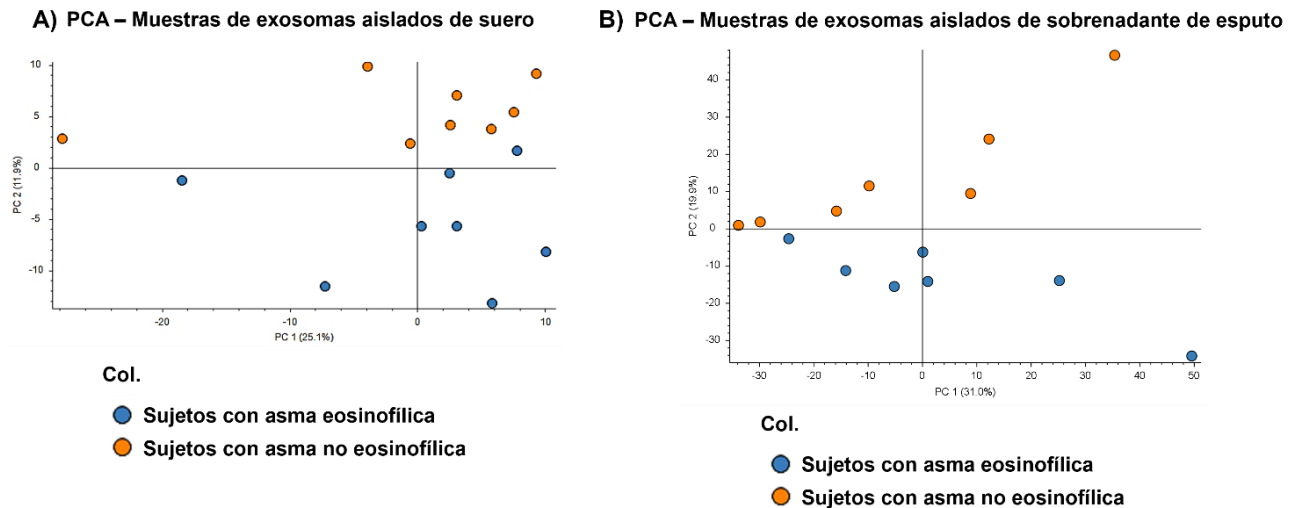 A) PCA – Muestras de exosomas aislados de suero
10
5
0
-5
-10
PC 2 (11.9%)
-20
-10
0
10
PC 1 (25.1%)
Col.
Sujetos con asma eosinofílica
Sujetos con asma no eosinofílica
B) PCA – Muestras de exosomas aislados de sobrenadante de esputo
40
30
20
10
0
-10
-20
-30
PC 2 (19.9%)
-30
-20
-10
0
10
20
30
40
50
PC 1 (31.0%)
Col.
Sujetos con asma eosinofílica
Sujetos con asma no eosinofílica